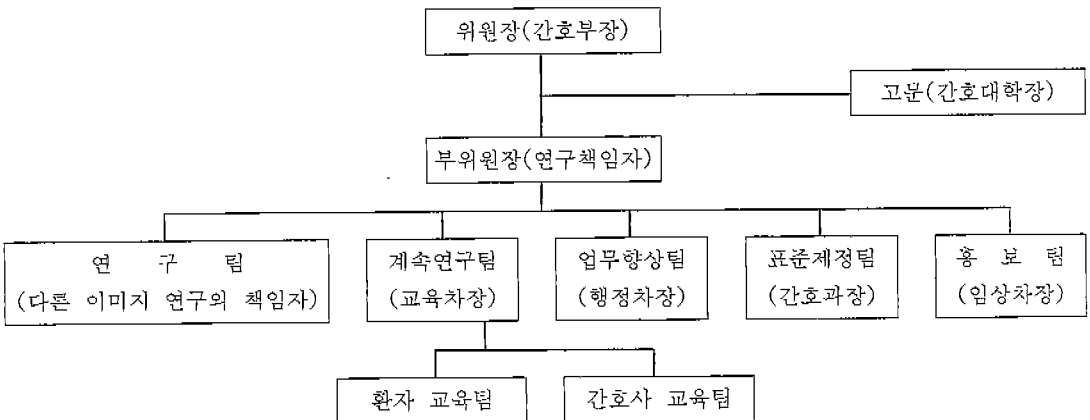 위원장(간호부장)
고문(간호대학장)
부위원장(연구책임자)
연 구 팀
(다른 이미지 연구의 책임자)
계속연구팀
(교육차장)
업무향상팀
(행정차장)
표준제정팀
(간호과장)
홍 보 팀
(임상차장)
환자 교육팀
간호사 교육팀